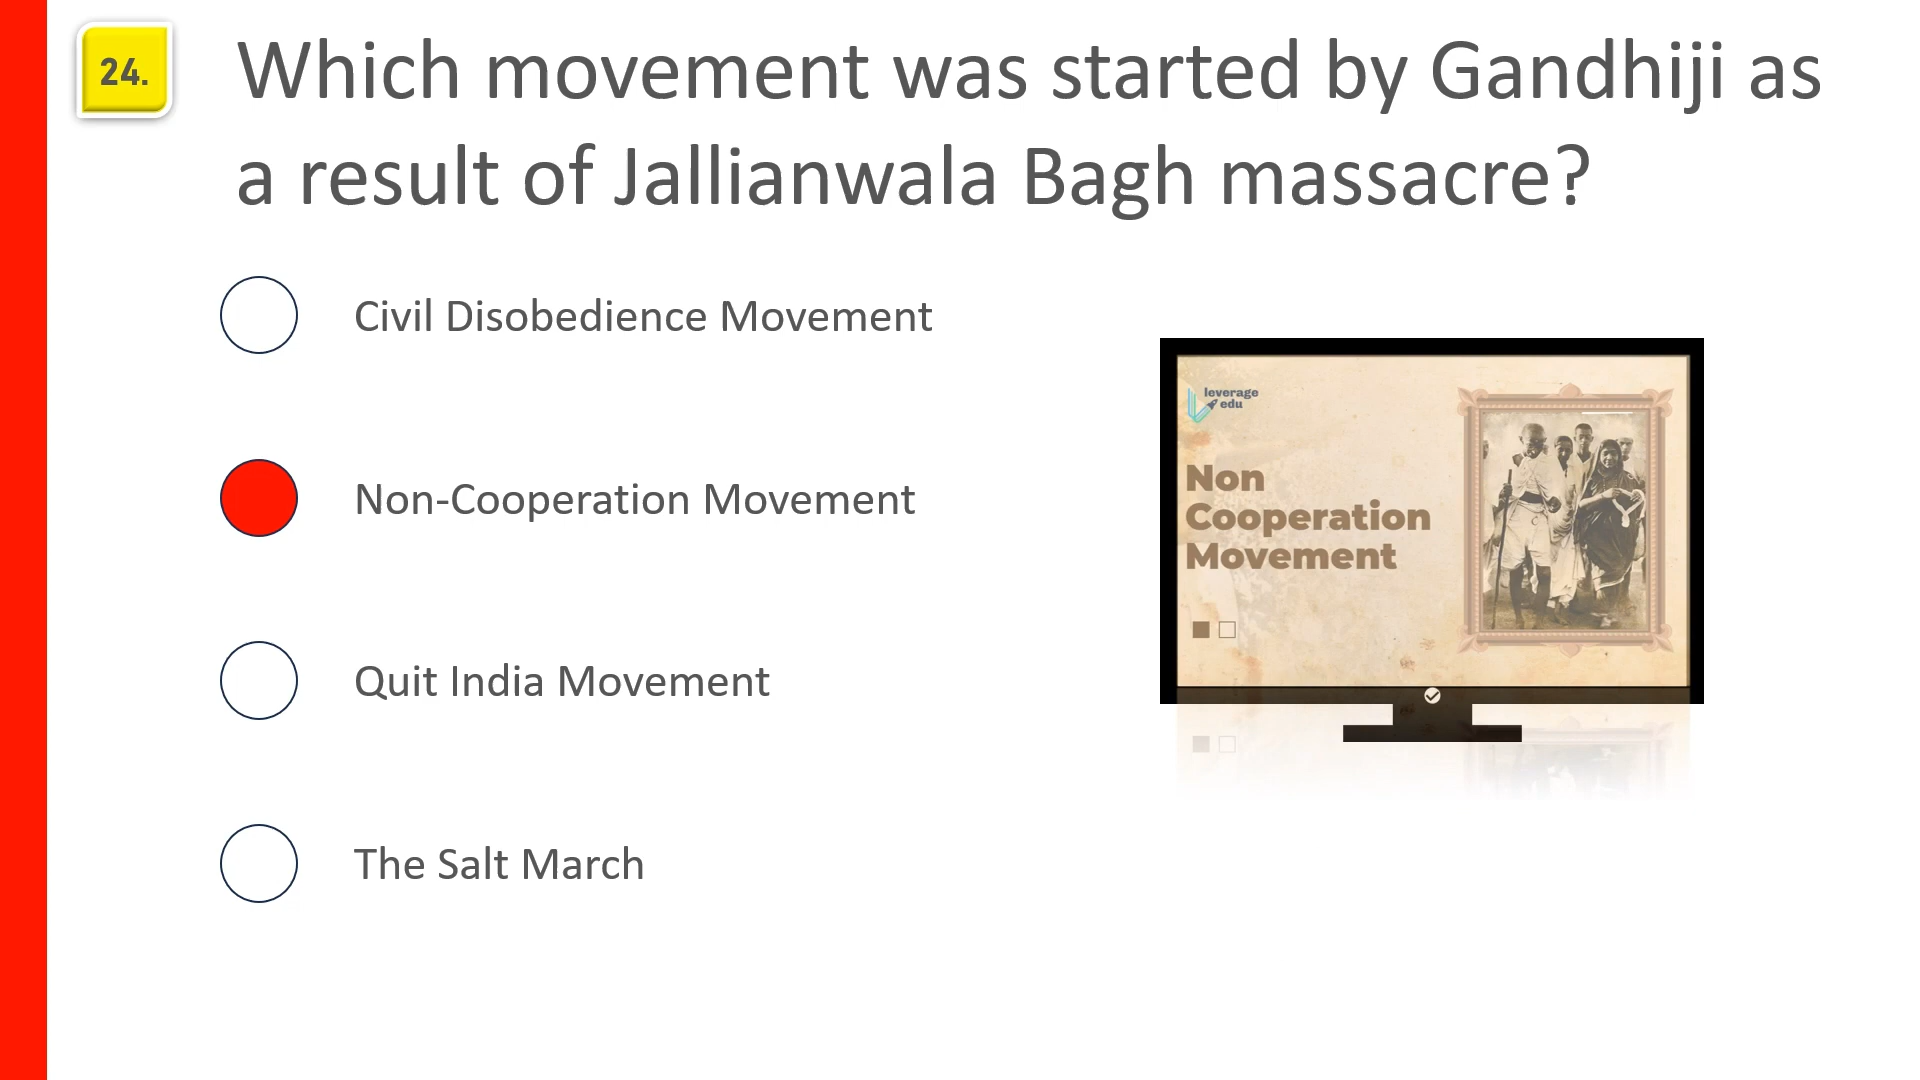 24.
Which movement was started by Gandhiji as
a result of Jallianwala Bagh massacre?
Civil Disobedience Movement
Non-Cooperation Movement
Quit India Movement
The Salt March
leverage
edu
Non
Cooperation
Movement